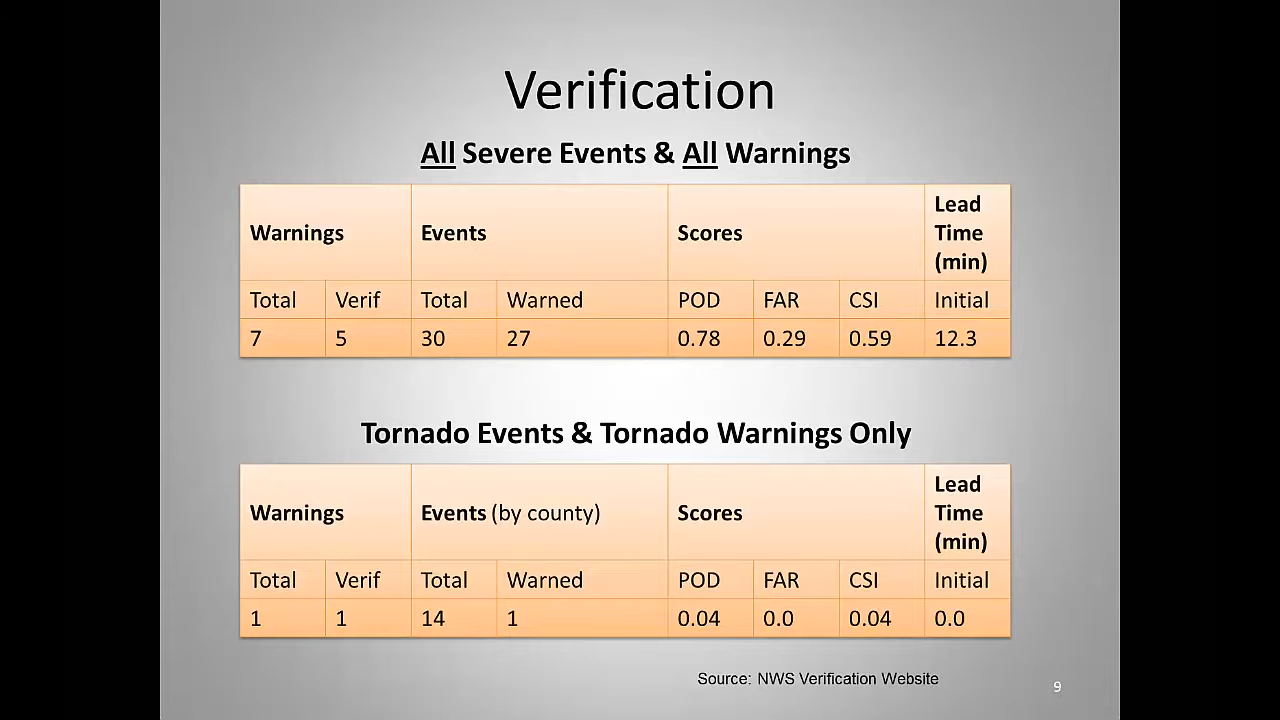 Verification
All Severe Events & All Warnings
Warnings Events Scores Lead Time (min)
Total Verif Total Warned POD FAR CSI Initial
7 5 30 27 0.78 0.29 0.59 12.3
Tornado Events & Tornado Warnings Only
Warnings Events (by county) Scores Lead Time (min)
Total Verif Total Warned POD FAR CSI Initial
1 1 14 1 0.04 0.0 0.04 0.0
Source: NWS Verification Website
9